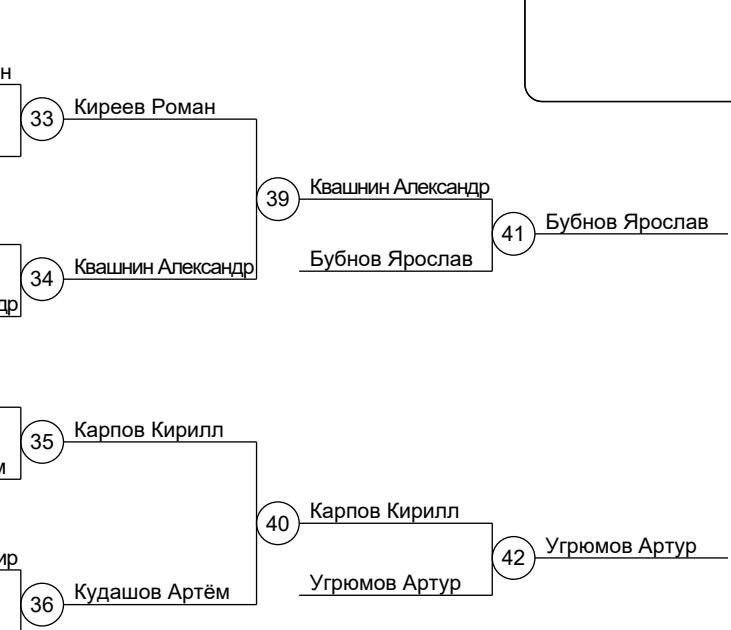 33
Киреев Роман
39
Квашнин Александр
41
Бубнов Ярослав
Бубнов Ярослав
34
Квашнин Александр
35
Карпов Кирилл
40
Карпов Кирилл
42
Угрюмов Артур
Угрюмов Артур
36
Кудашов Артём